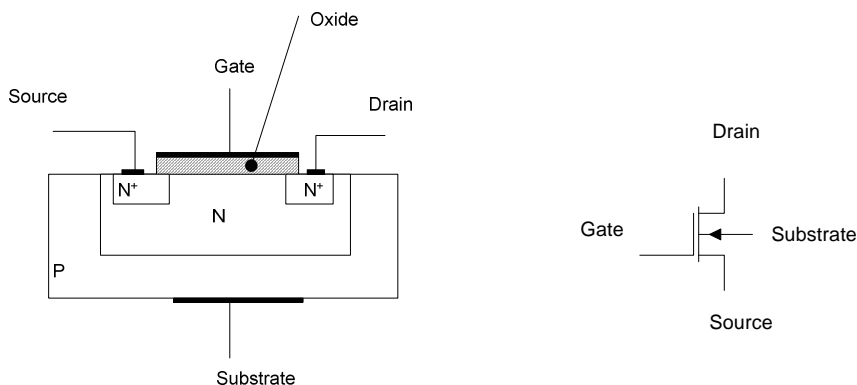 Oxide
Gate
Source
Drain
N+
N+
N
P
Substrate
Drain
Gate
Substrate
Source